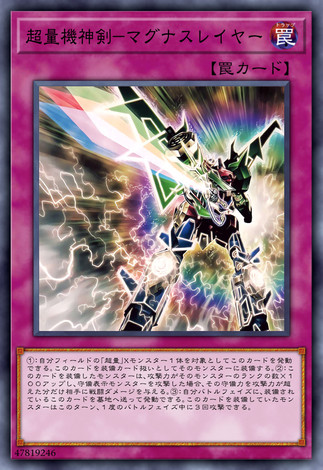 超量機神剣－マグナスレイヤー
トラップ
罠
【罠カード】
①：自分フィールドの「超量」Xモンスター１体を対象としてこのカードを発動
できる。このカードを装備カード扱いとしてそのモンスターに装備する。②：こ
のカードを装備したモンスターは、攻撃力がそのモンスターのランクの数×１
００アップし、守備表示モンスターを攻撃した場合、その守備力を攻撃力が超
えた分だけ相手に戦闘ダメージを与える。③：自分バトルフェイズに、装備され
ているこのカードを墓地へ送って発動できる。このカードを装備していたモン
スターはこのターン、１度のバトルフェイズ中に３回攻撃できる。
47819246